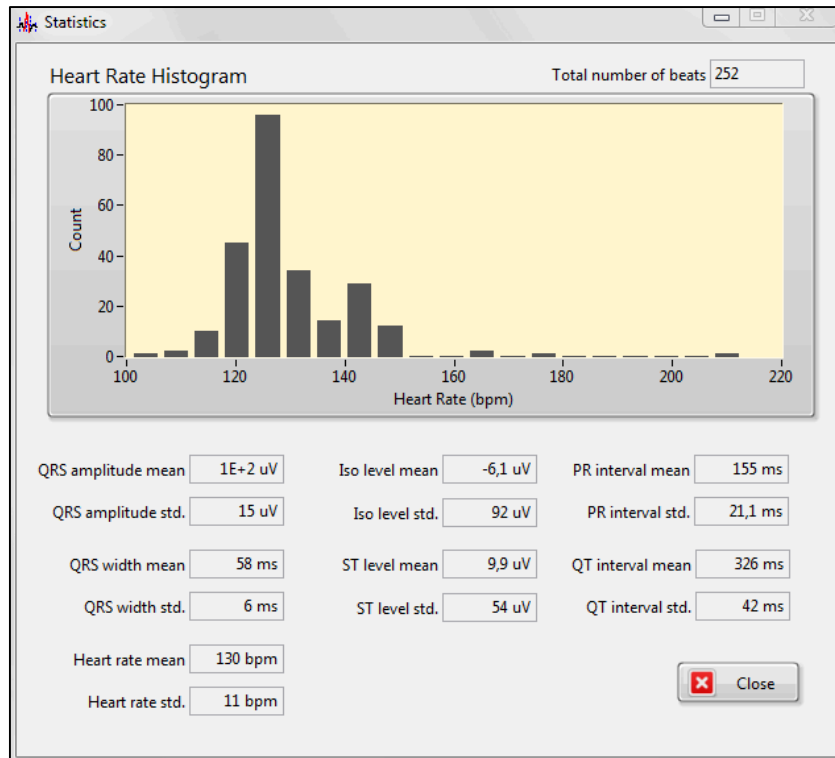 Statistics
Heart Rate Histogram
Total number of beats 252
100
80
60
40
20
0
Count
100 120 140 160 180 200 220
Heart Rate (bpm)
QRS amplitude mean 1E+2 uV Iso level mean -6,1 uV PR interval mean 155 ms
QRS amplitude std. 15 uV Iso level std. 92 uV PR interval std. 21,1 ms
QRS width mean 58 ms ST level mean 9,9 uV QT interval mean 326 ms
QRS width std. 6 ms ST level std. 54 uV QT interval std. 42 ms
Heart rate mean 130 bpm
Heart rate std. 11 bpm
Close